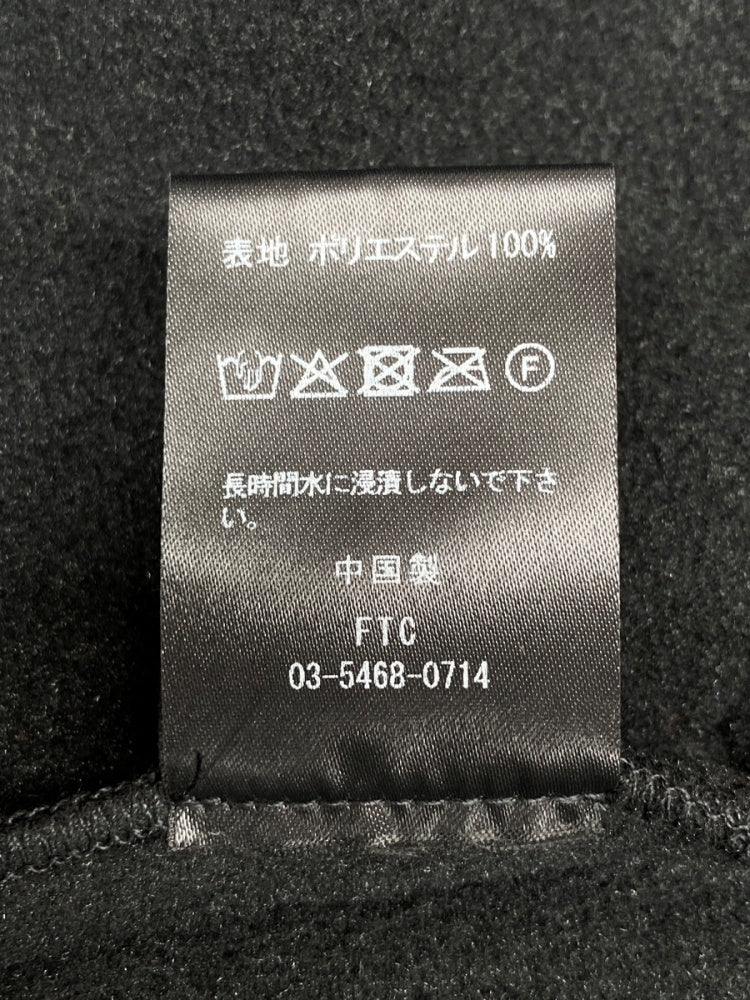 表地 ポリエステル100%
F
長時間水に浸漬しないで下さ
い。
中国製
FTC
03-5468-0714